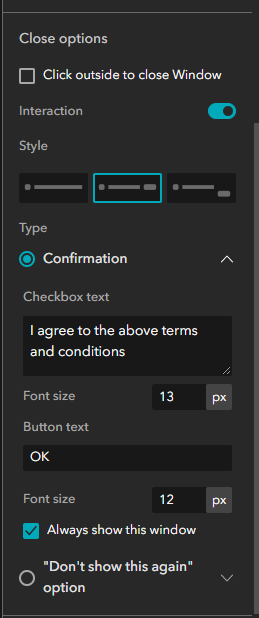 Close options
Click outside to close Window
Interaction
Style
Type
Confirmation
Checkbox text
I agree to the above terms
and conditions
Font size 13 px
Button text
OK
Font size 12 px
Always show this window
"Don't show this again"
option